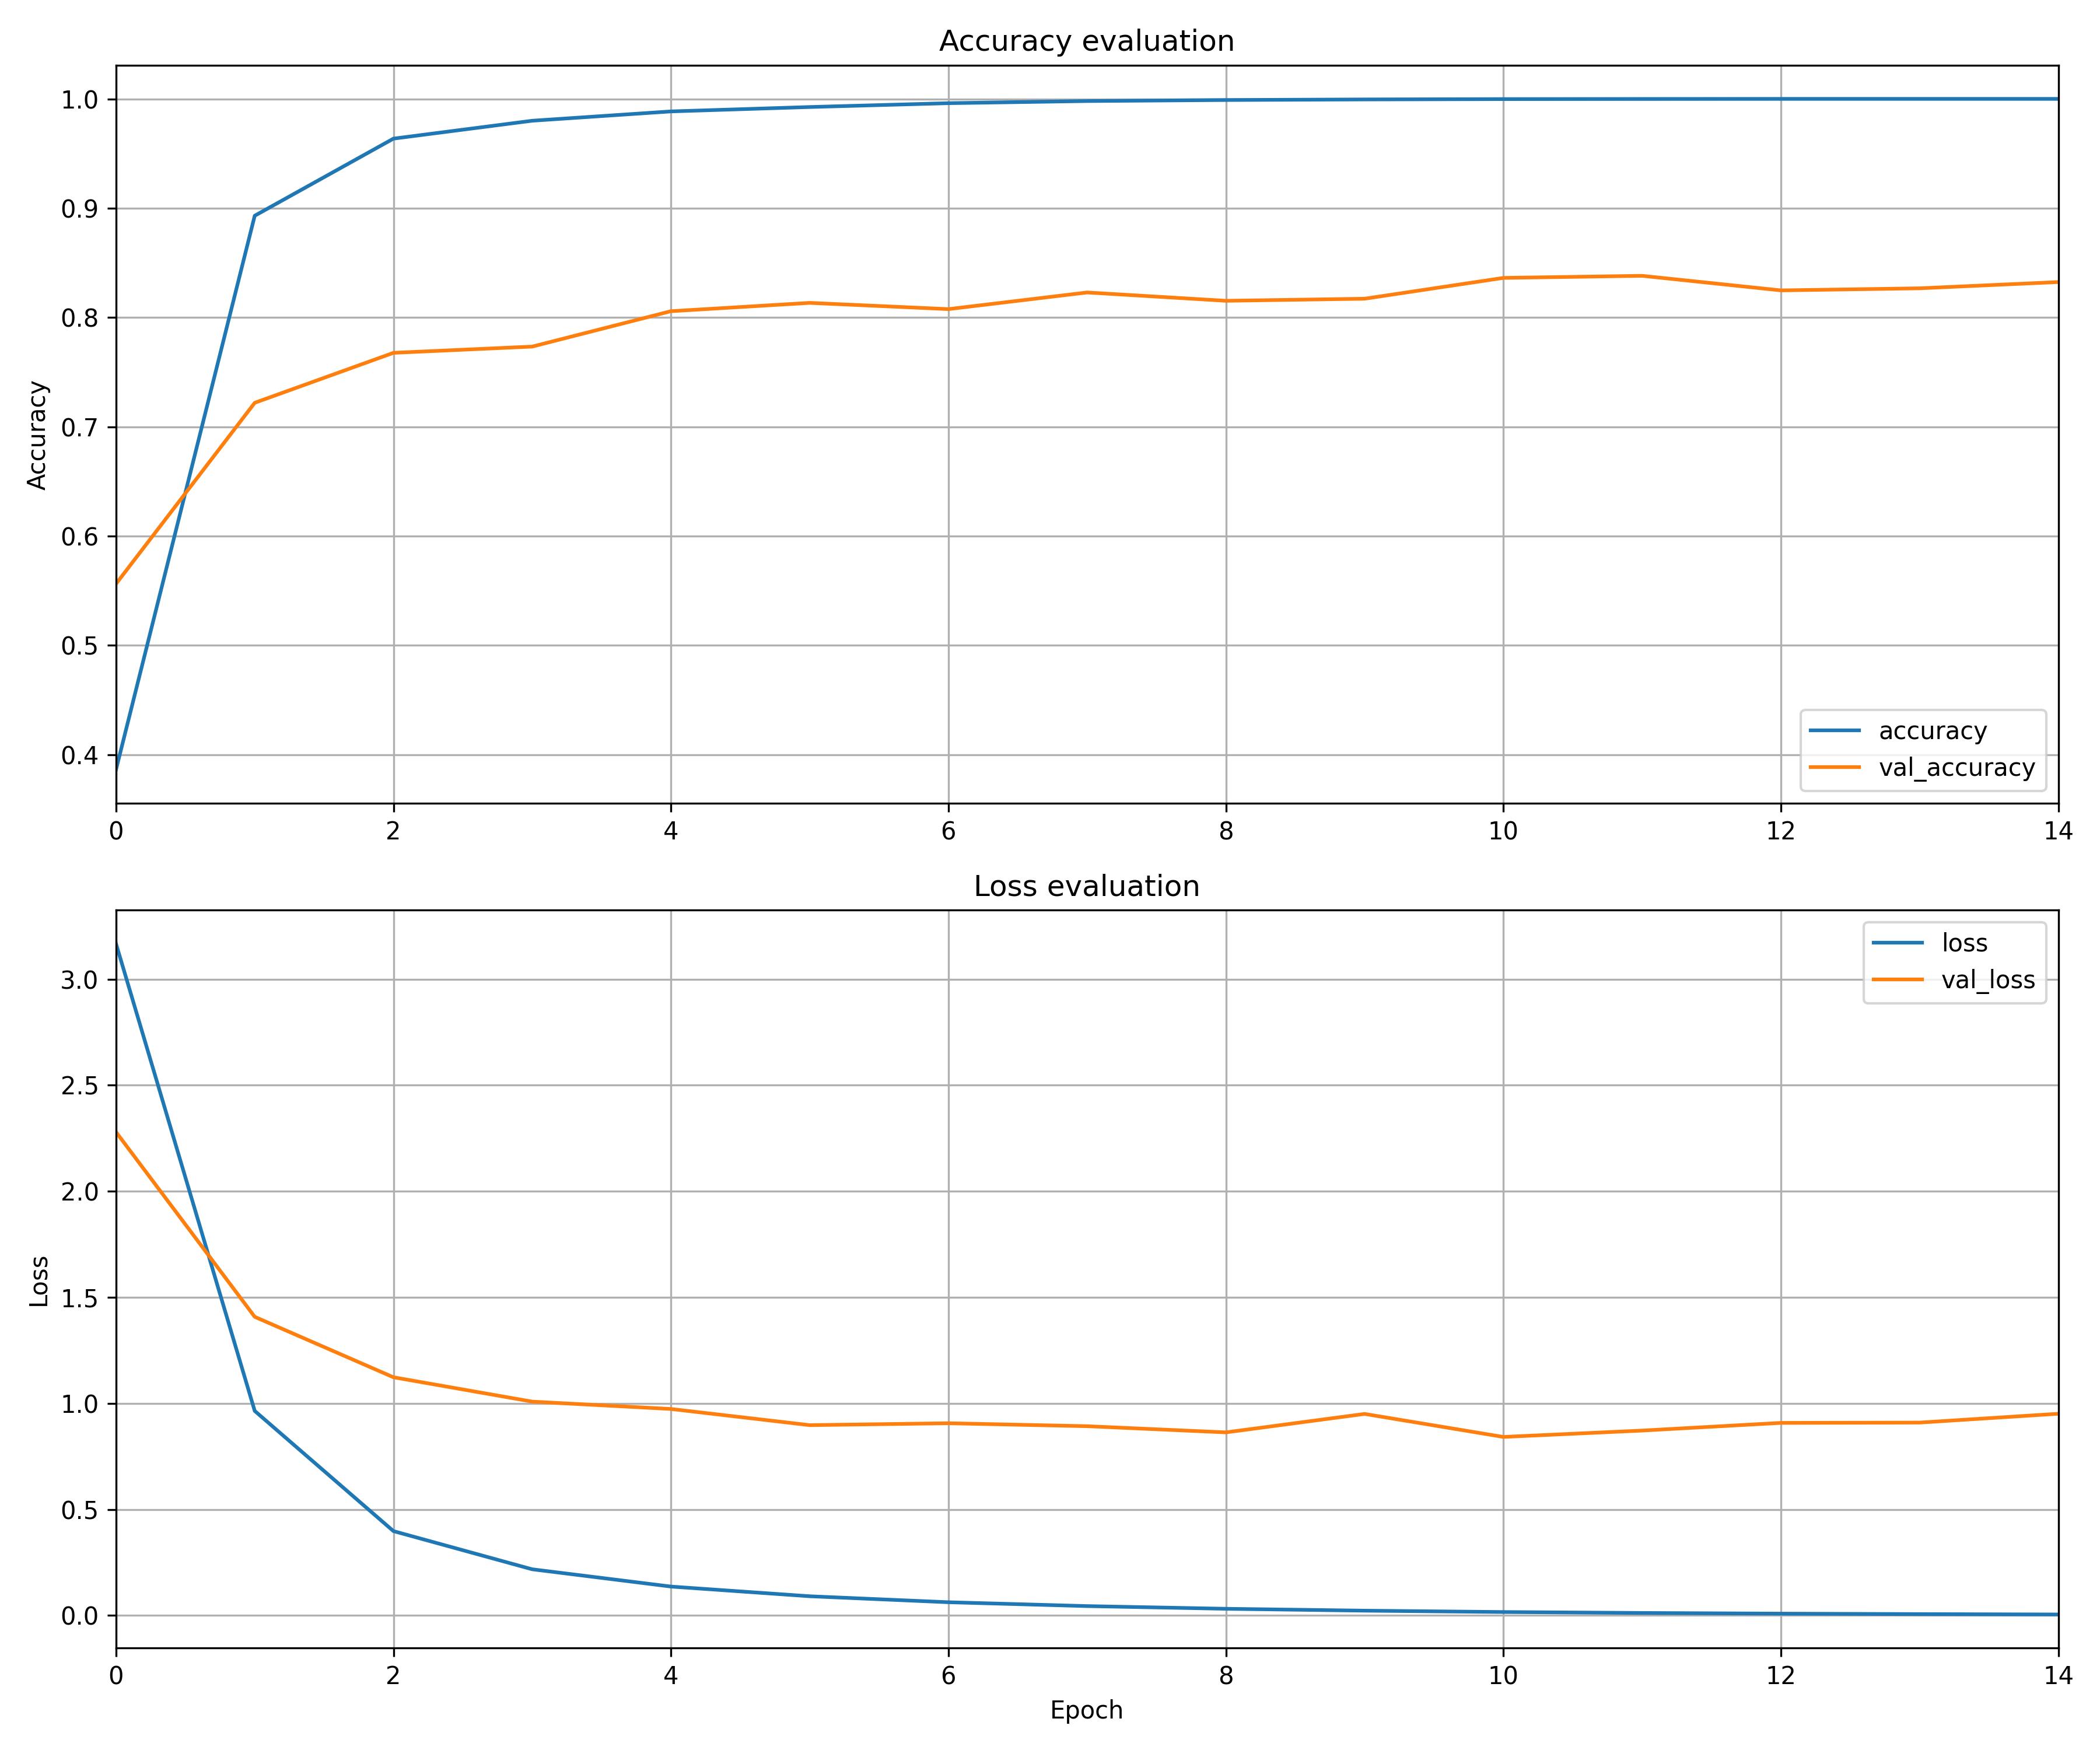 Accuracy evaluation
1.0
0.9
0.8
0.7
0.6
0.5
0.4
Accuracy
accuracy
val_accuracy
0 2 4 6 8 10 12 14
Loss evaluation
3.0
2.5
2.0
1.5
1.0
0.5
0.0
Loss
loss
val_loss
0 2 4 6 8 10 12 14
Epoch